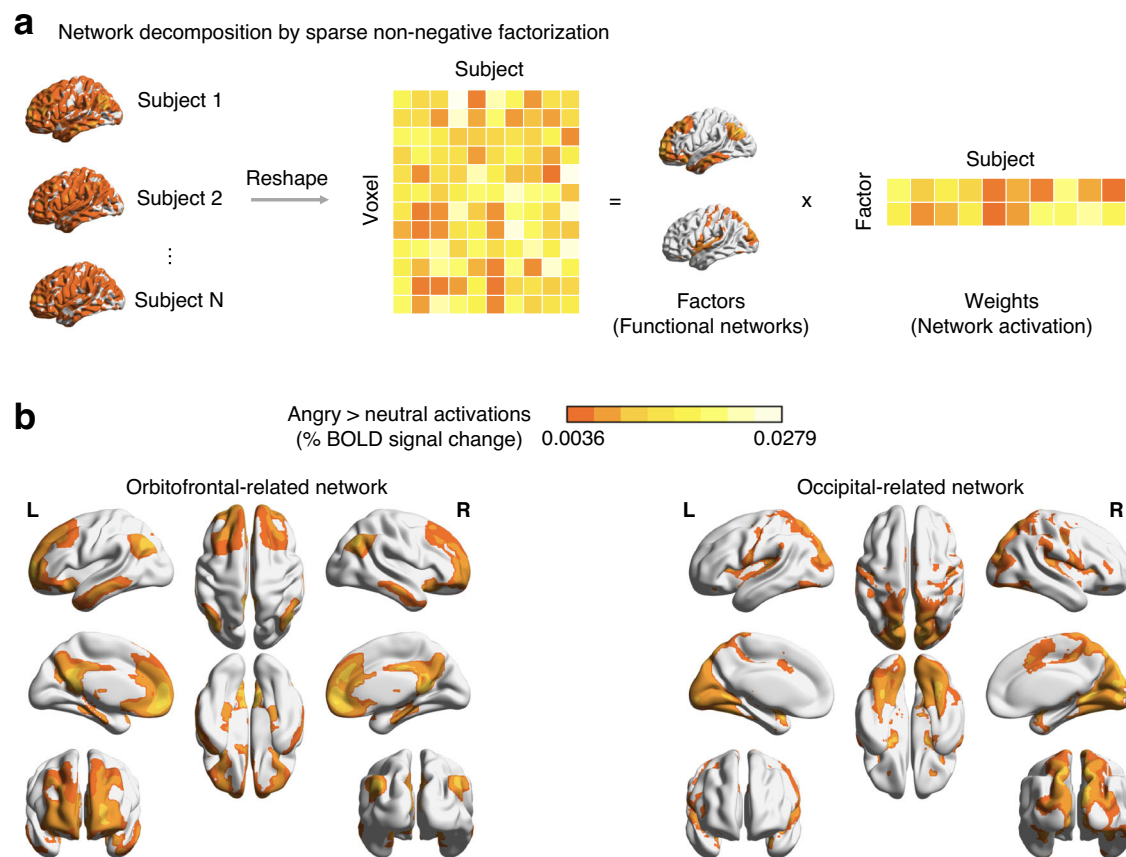 a
Network decomposition by sparse non-negative factorization
Subject 1
Subject 2
⋮
Subject N
Reshape
Subject
Voxel
=
Factors
(Functional networks)
x
Subject
Factor
Weights
(Network activation)
b
Angry > neutral activations
(% BOLD signal change)
0.0036
0.0279
Orbitofrontal-related network
L
R
Occipital-related network
L
R